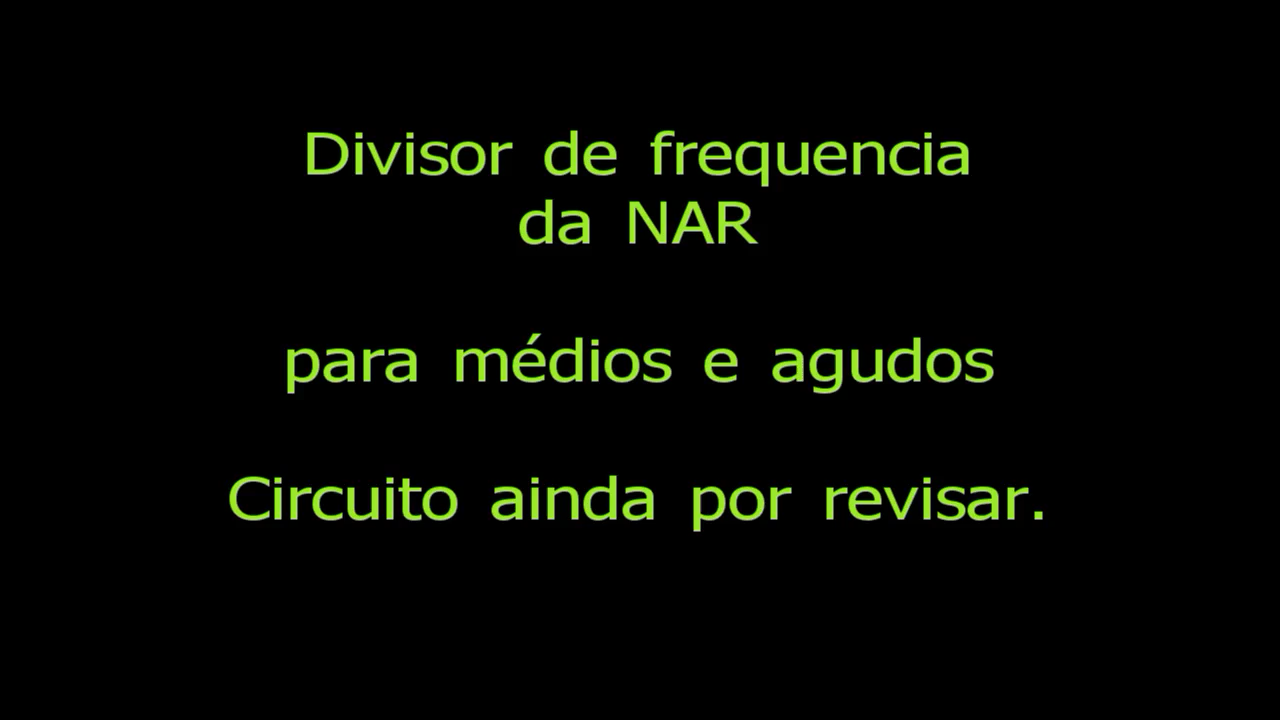 Divisor de frequencia
da NAR
para médios e agudos
Circuito ainda por revisar.